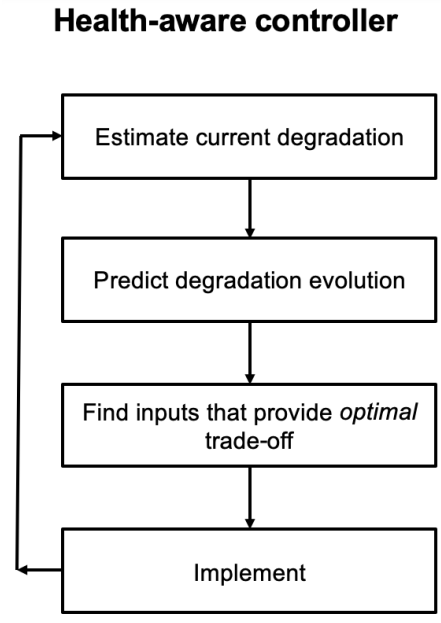 Health-aware controller
Estimate current degradation
Predict degradation evolution
Find inputs that provide optimal
trade-off
Implement